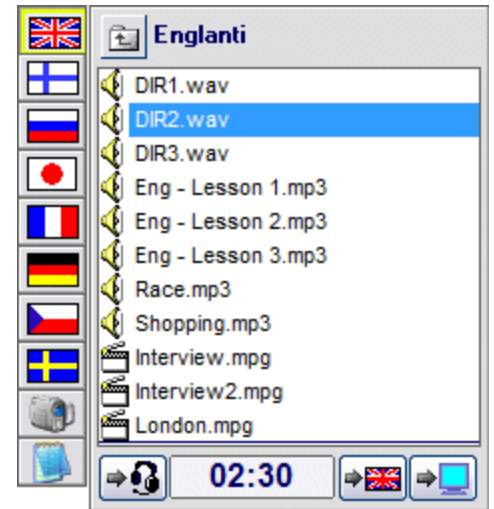 Englanti
DIR1.wav
DIR2.wav
DIR3.wav
Eng - Lesson 1.mp3
Eng - Lesson 2.mp3
Eng - Lesson 3.mp3
Race.mp3
Shopping.mp3
Interview.mpg
Interview2.mpg
London.mpg
02:30